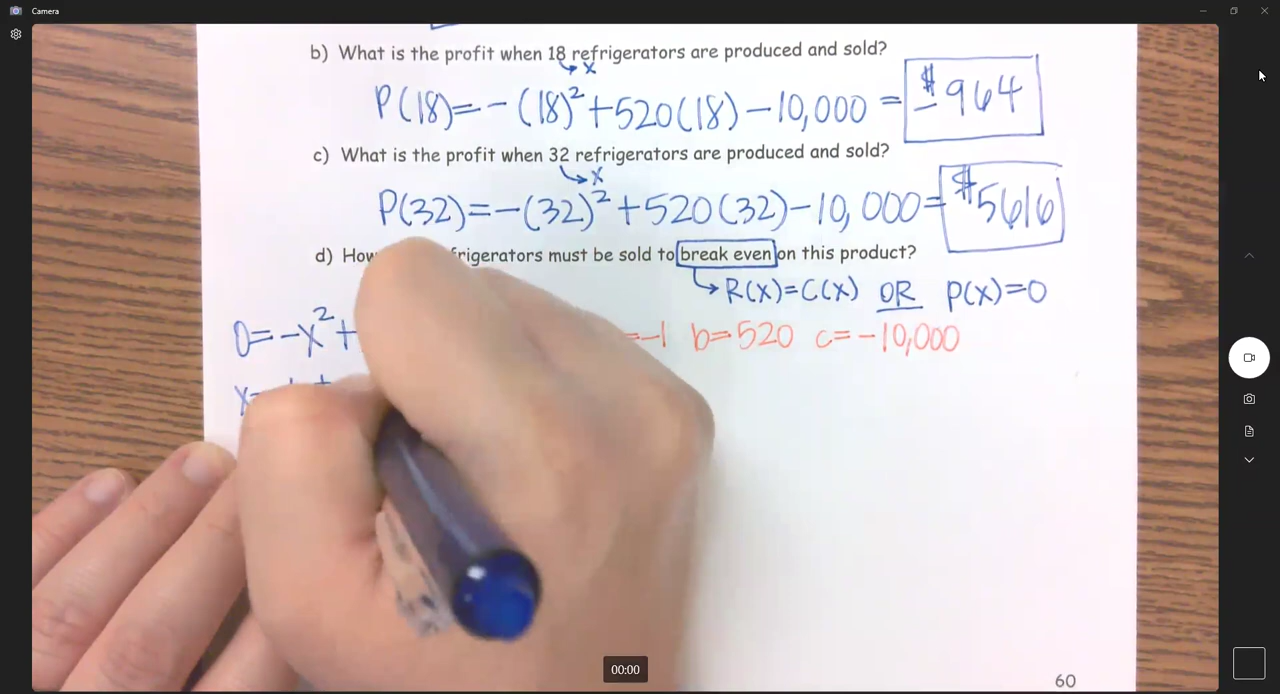 Camera
b) What is the profit when 18 refrigerators are produced and sold?
↳ x
P(18)=-(18)²+520(18)-10,000 = $-964
c) What is the profit when 32 refrigerators are produced and sold?
↳ x
P(32)=-(32)²+520(32)-10,000= $5616
d) How refrigerators must be sold to break even on this product?
↳ R(x)=C(x) OR P(x)=0
0=-x²+ =-1 b=520 c=-10,000
x=
00:00
60